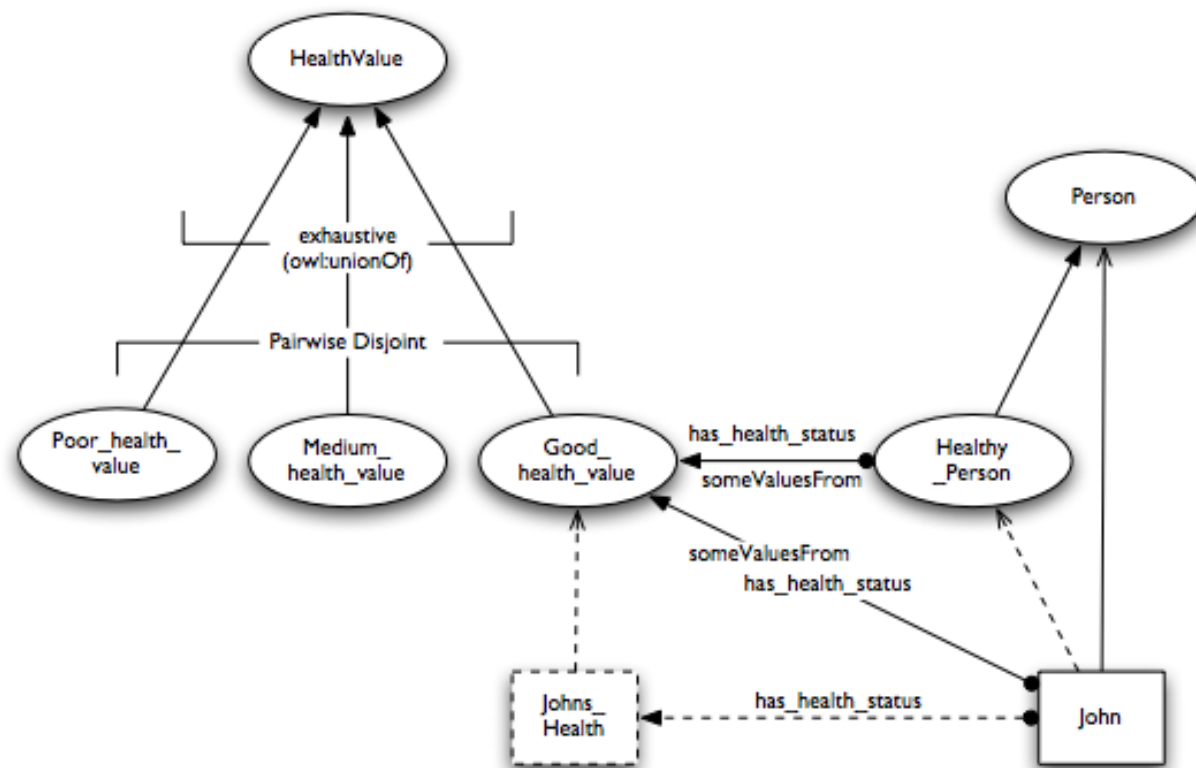 HealthValue
Person
exhaustive
(owl:unionOf)
Pairwise Disjoint
Poor_health_
value
Medium_
health_value
Good_
health_value
has_health_status
someValuesFrom
Healthy
_Person
someValuesFrom
has_health_status
Johns_
Health
has_health_status
John